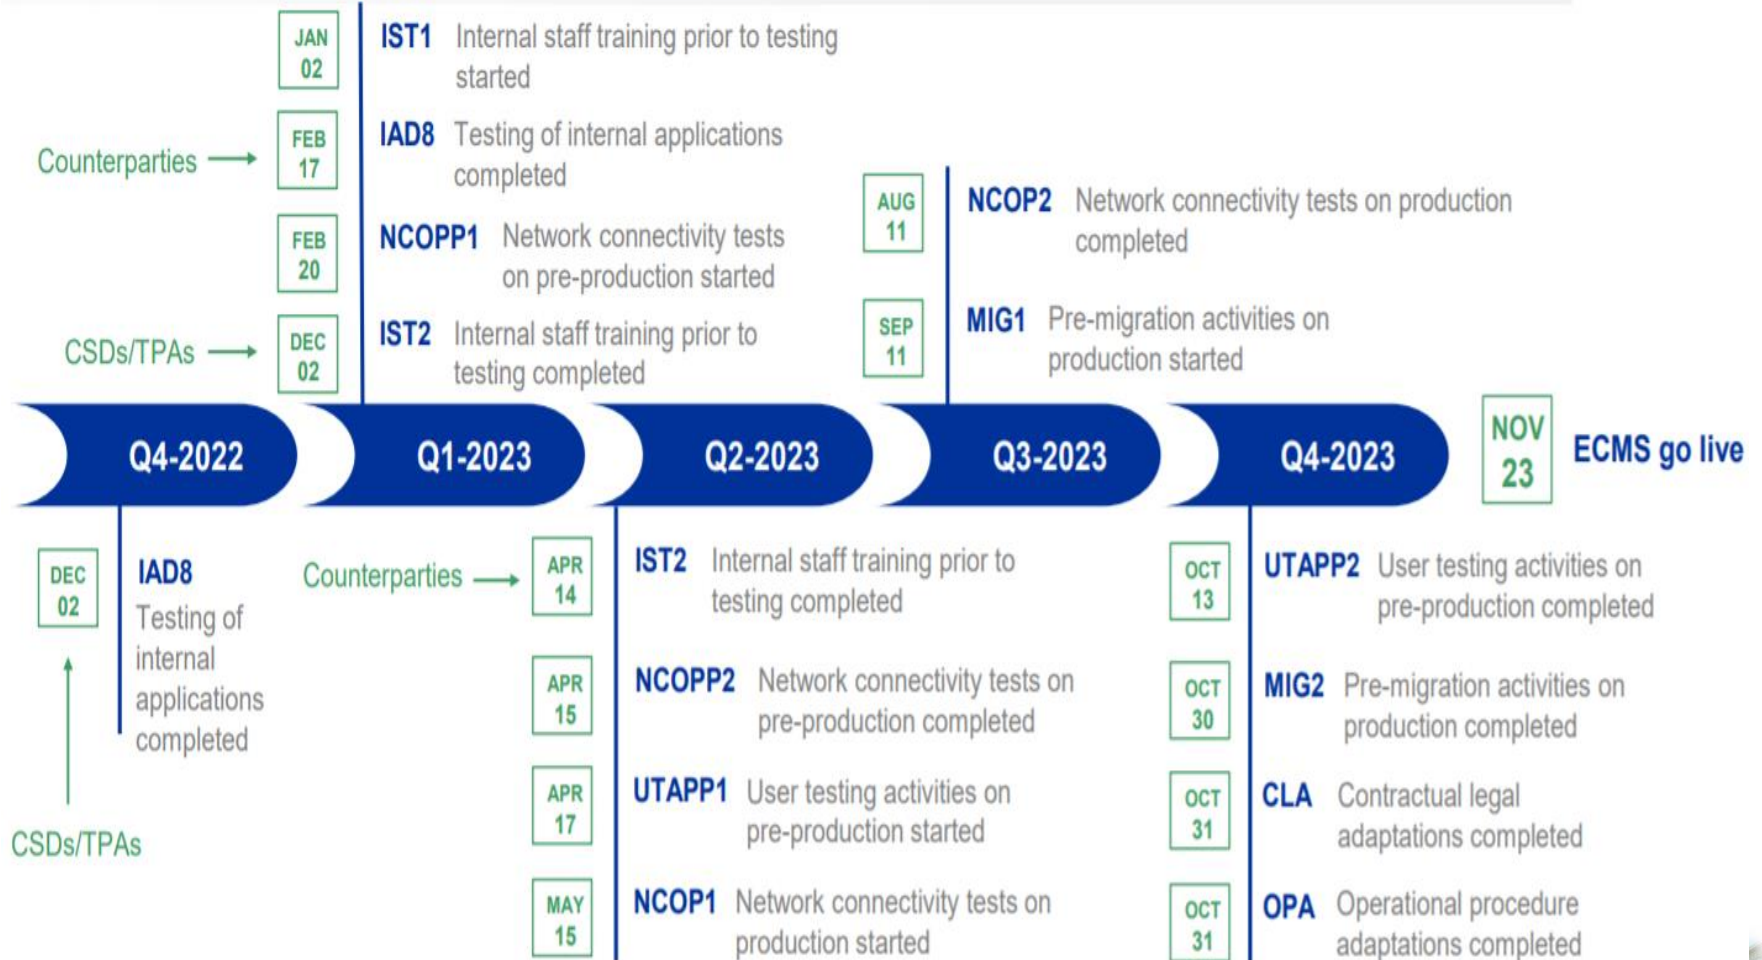 JAN
02
IST1 Internal staff training prior to testing
started
Counterparties
FEB
17
IAD8 Testing of internal applications
completed
FEB
20
NCOPP1 Network connectivity tests
on pre-production started
CSDs/TPAs
DEC
02
IST2 Internal staff training prior to
testing completed
AUG
11
NCOP2 Network connectivity tests on production
completed
SEP
11
MIG1 Pre-migration activities on
production started
Q4-2022
Q1-2023
Q2-2023
Q3-2023
Q4-2023
NOV
23
ECMS go live
DEC
02
IAD8
Testing of
internal
applications
completed
CSDs/TPAs
Counterparties
APR
14
IST2 Internal staff training prior to
testing completed
APR
15
NCOPP2 Network connectivity tests on
pre-production completed
APR
17
UTAPP1 User testing activities on
pre-production started
MAY
15
NCOP1 Network connectivity tests on
production started
OCT
13
UTAPP2 User testing activities on
pre-production completed
OCT
30
MIG2 Pre-migration activities on
production completed
OCT
31
CLA Contractual legal
adaptations completed
OCT
31
OPA Operational procedure
adaptations completed